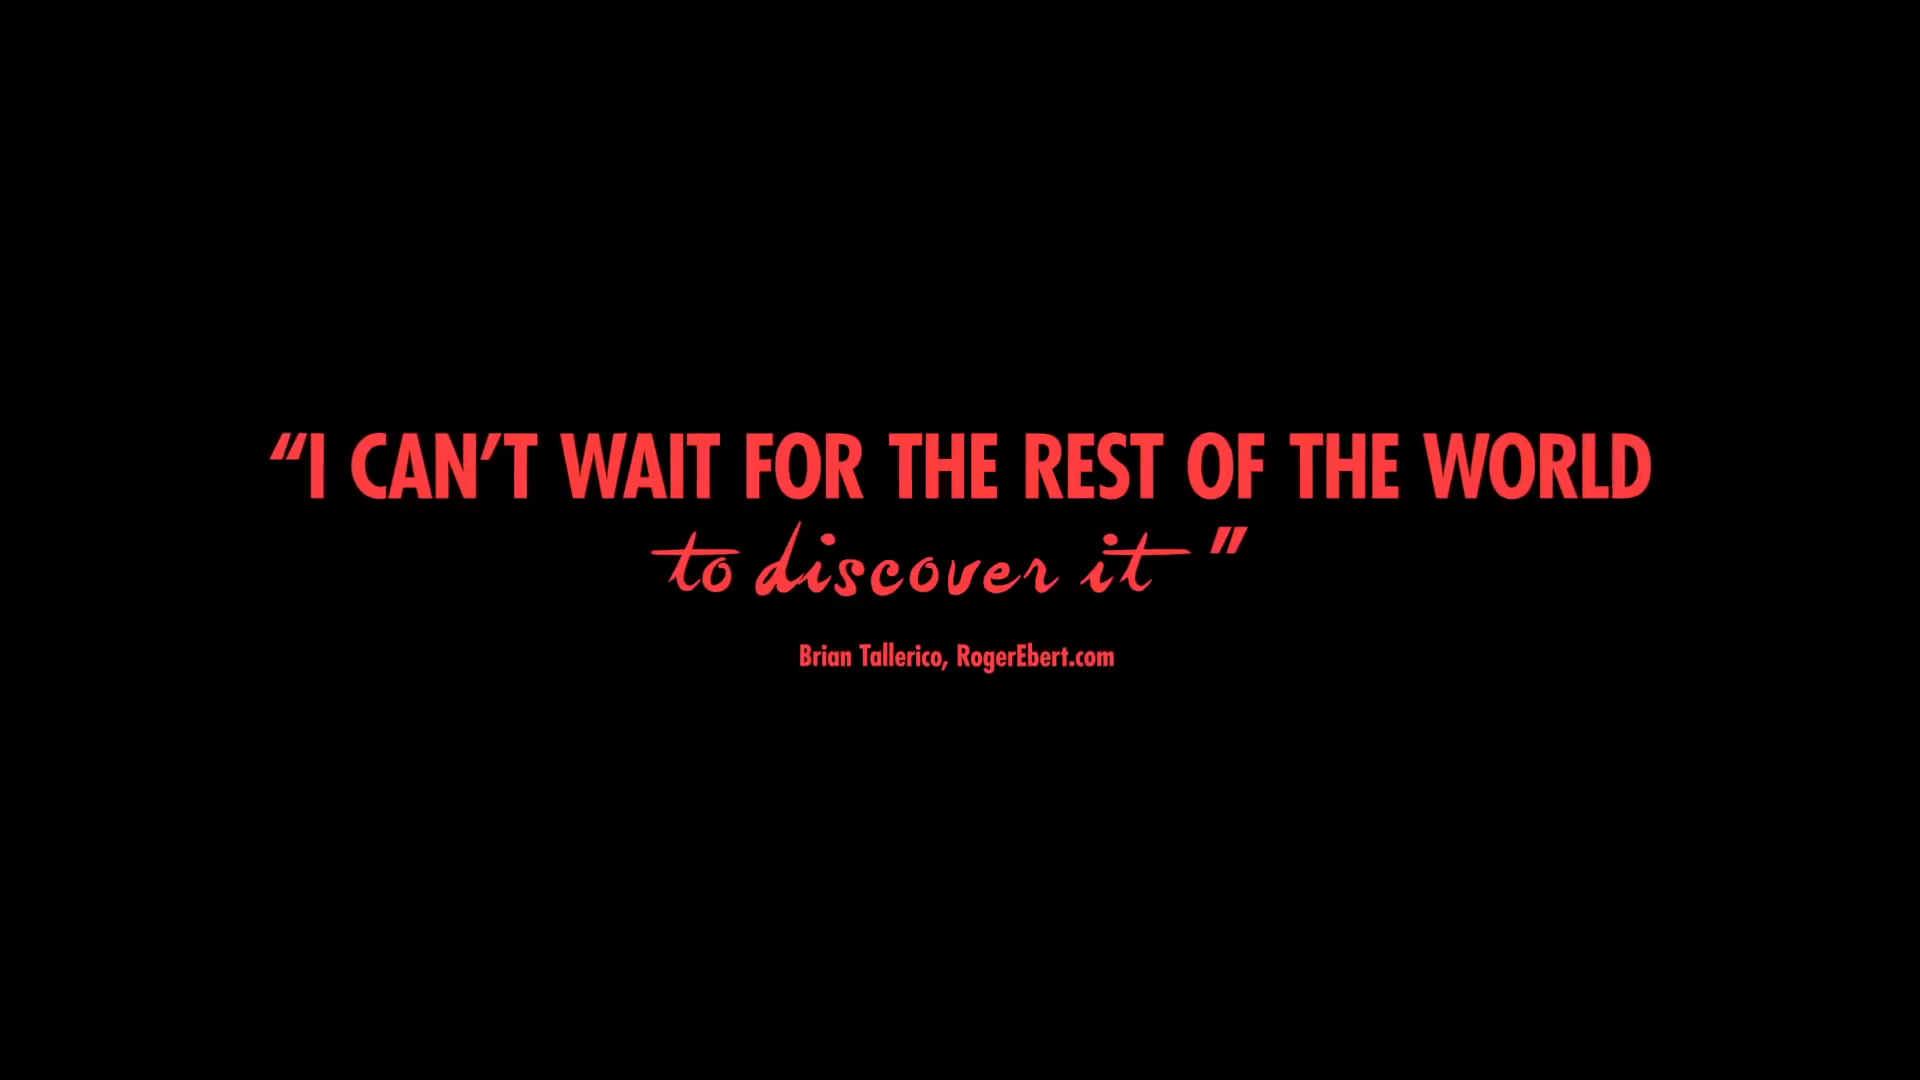 “I CAN’T WAIT FOR THE REST OF THE WORLD
to discover it”
Brian Tallerico, RogerEbert.com